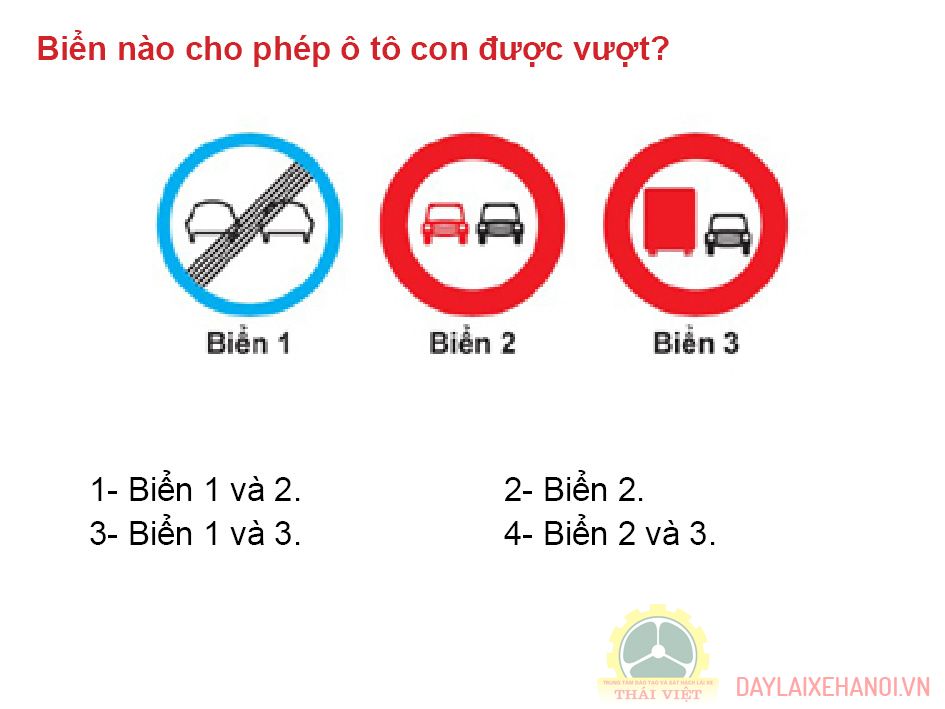 Biển nào cho phép ô tô con được vượt?
Biển 1
Biển 2
Biển 3
1- Biển 1 và 2.
2- Biển 2.
3- Biển 1 và 3.
4- Biển 2 và 3.
TRUNG TÂM ĐÀO TẠO VÀ SÁT HẠCH LÁI XE
THÁI VIỆT
DAYLAIXEHANOI.VN